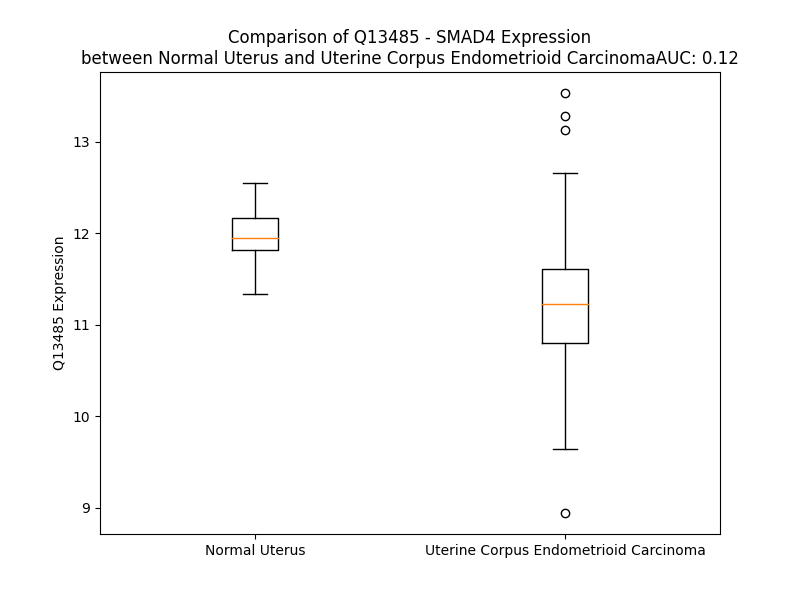 Comparison of Q13485 - SMAD4 Expression
between Normal Uterus and Uterine Corpus Endometrioid CarcinomaAUC: 0.12
13
12
11
10
9
Q13485 Expression
Normal Uterus
Uterine Corpus Endometrioid Carcinoma